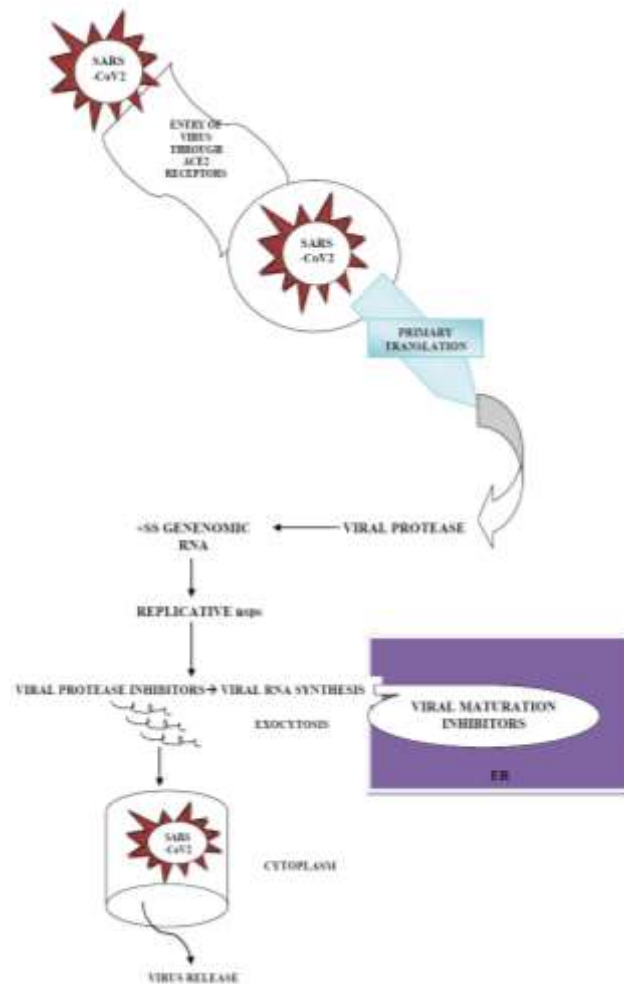 SARS
-CoV2
ENTRY OF
VIRUS
THROUGH
ACE2
RECEPTORS
SARS
-CoV2
PRIMARY
TRANSLATION
+SS GENENOMIC
RNA
VIRAL PROTEASE
REPLICATIVE nsps
VIRAL PROTEASE INHIBITORS
VIRAL RNA SYNTHESIS
VIRAL MATURATION
INHIBITORS
EXOCYTOSIS
ER
SARS
-CoV2
CYTOPLASM
VIRUS RELEASE